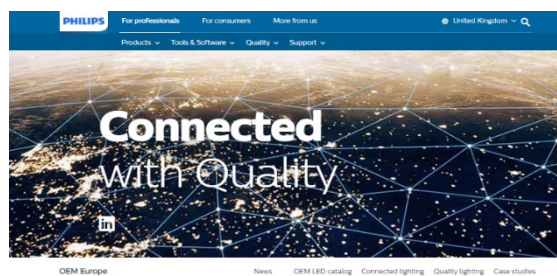 PHILIPS For professionals For consumers More from us United Kingdom
Products Tools & Software Quality Support
Connected
with Quality
in
OEM Europe News OEM LED catalog Connected lighting Quality lighting Case studies